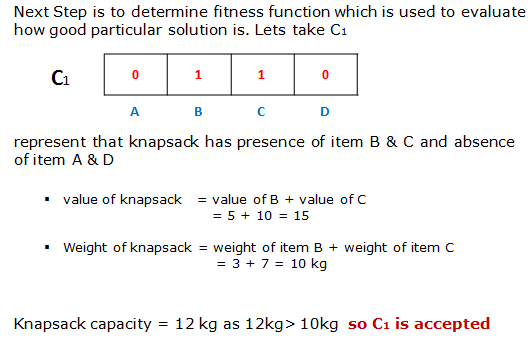 Next Step is to determine fitness function which is used to evaluate
how good particular solution is. Lets take C1
C1 0 1 1 0
A B C D
represent that knapsack has presence of item B & C and absence
of item A & D
▪ value of knapsack = value of B + value of C
= 5 + 10 = 15
▪ Weight of knapsack = weight of item B + weight of item C
= 3 + 7 = 10 kg
Knapsack capacity = 12 kg as 12kg> 10kg so C1 is accepted